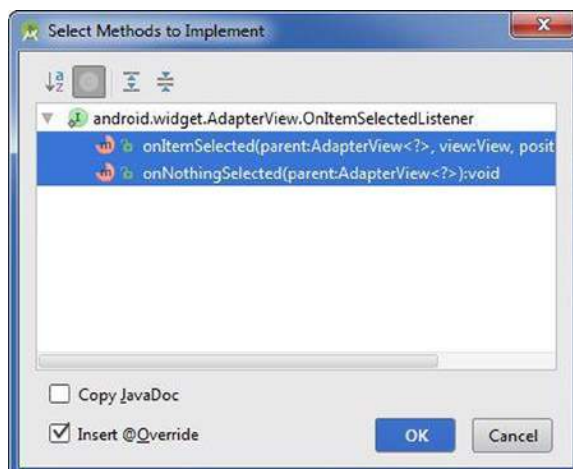 Select Methods to Implement
android.widget.AdapterView.OnItemSelectedListener
onItemSelected(parent:AdapterView<?>, view:View, posit
onNothingSelected(parent:AdapterView<?>):void
Copy JavaDoc
Insert @Override
OK
Cancel